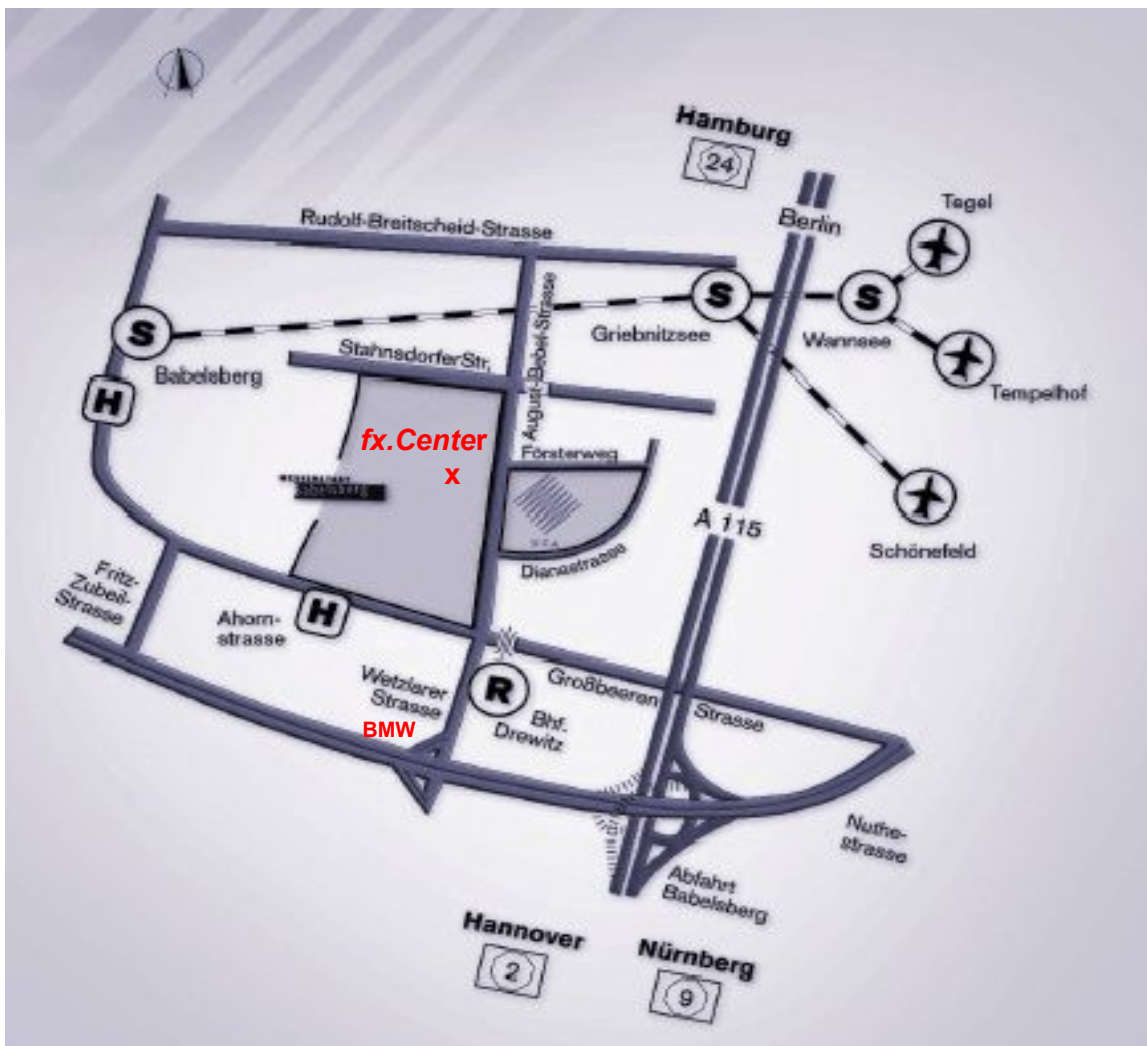 Hamburg
24
Tegel
Berlin
Rudolf-Breitscheid-Strasse
S
S
S
Griebnitzsee
Wannsee
August-Bebel-Strasse
StahnsdorferStr.
Babelsberg
Tempelhof
H
fx.Center
x
Försterweg
A 115
UFA
Schönefeld
Dianastrasse
Fritz-
Zubeil-
Strasse
H
Ahorn-
strasse
Wetzlarer
Strasse
R
Großbeeren
Strasse
Bhf.
Drewitz
BMW
Nuthe-
strasse
Abfahrt
Babelsberg
Hannover
2
Nürnberg
9